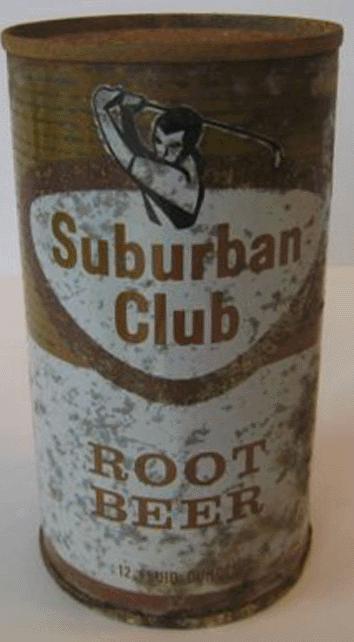 Suburban
Club
ROOT
BEER
12 FLUID OUNCES